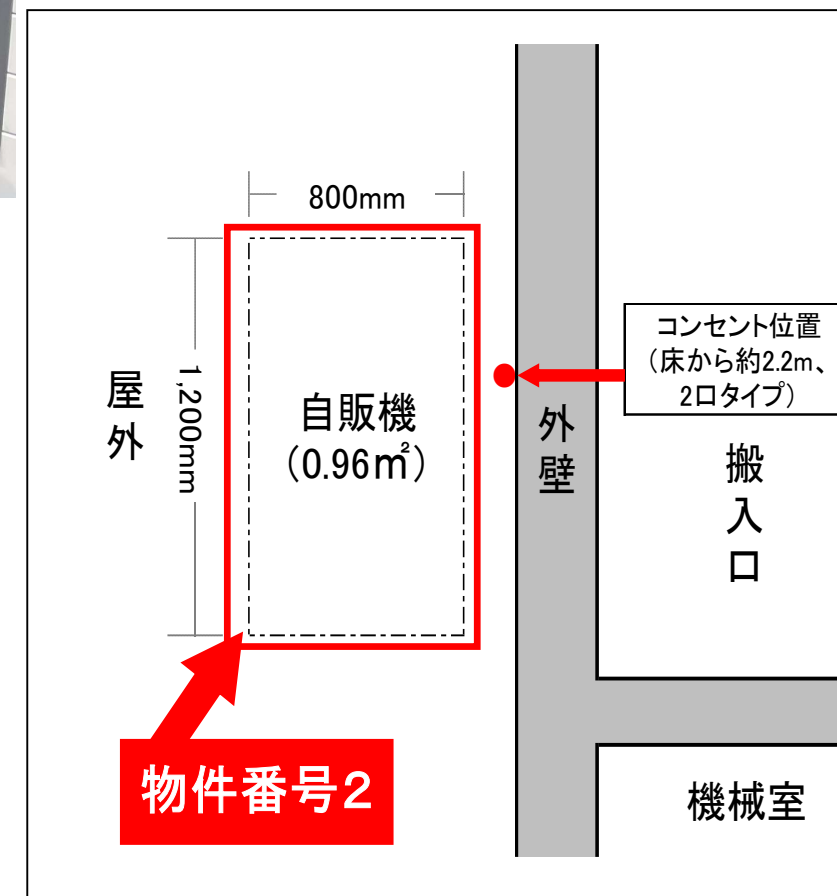 800mm
1,200mm
屋外
自販機
(0.96㎡)
コンセント位置
(床から約2.2m、
2口タイプ)
外壁
搬入口
物件番号2
機械室